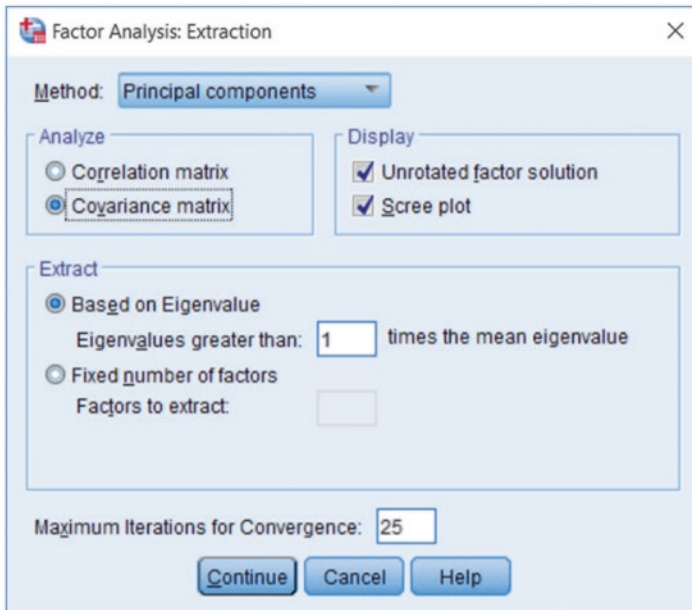 Factor Analysis: Extraction
Method: Principal components
Analyze
Correlation matrix
Covariance matrix
Display
Unrotated factor solution
Scree plot
Extract
Based on Eigenvalue
Eigenvalues greater than: 1 times the mean eigenvalue
Fixed number of factors
Factors to extract:
Maximum Iterations for Convergence: 25
Continue Cancel Help